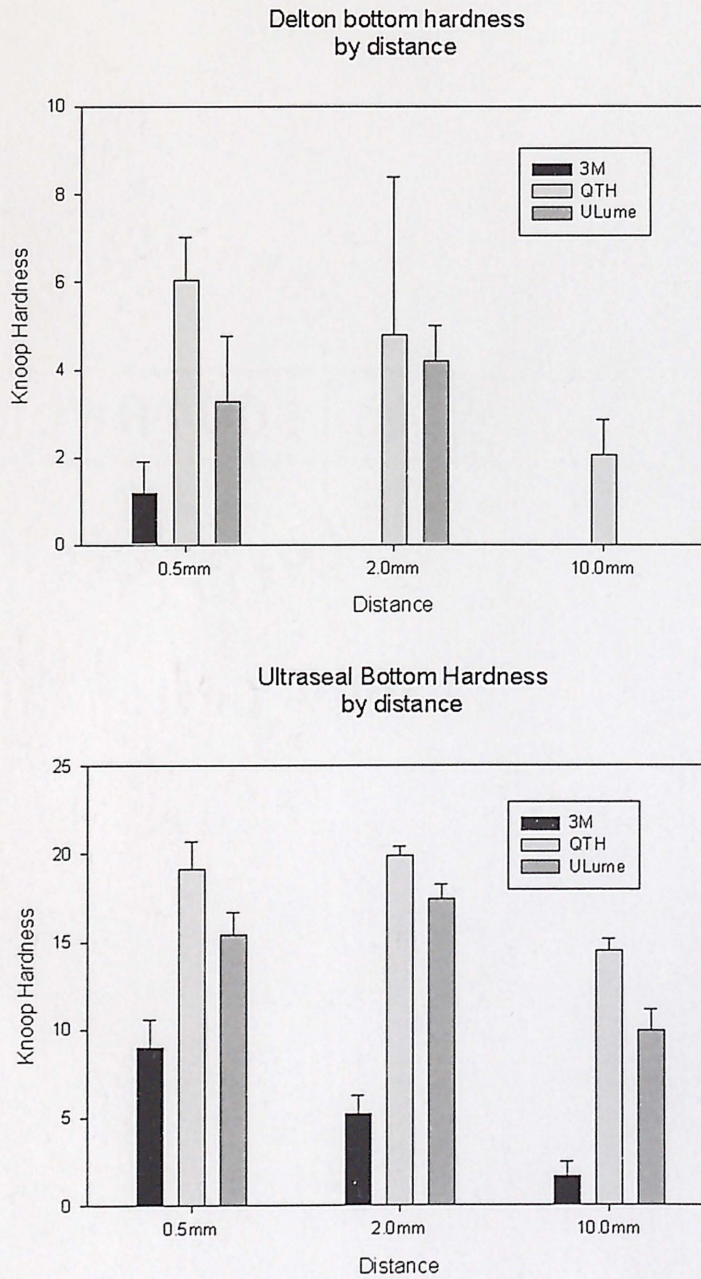 Delton bottom hardness
by distance
10
8
6
4
2
0
Knoop Hardness
3M
QTH
ULume
0.5mm
2.0mm
10.0mm
Distance
Ultraseal Bottom Hardness
by distance
25
20
15
10
5
0
Knoop Hardness
3M
QTH
ULume
0.5mm
2.0mm
10.0mm
Distance